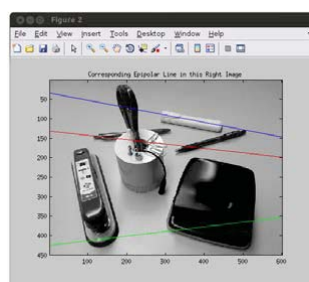 Figure 2
File Edit View Insert Tools Desktop Window Help
Corresponding Epipolar Line in this Right Image
50
100
150
200
250
300
350
400
450
100 200 300 400 500 600